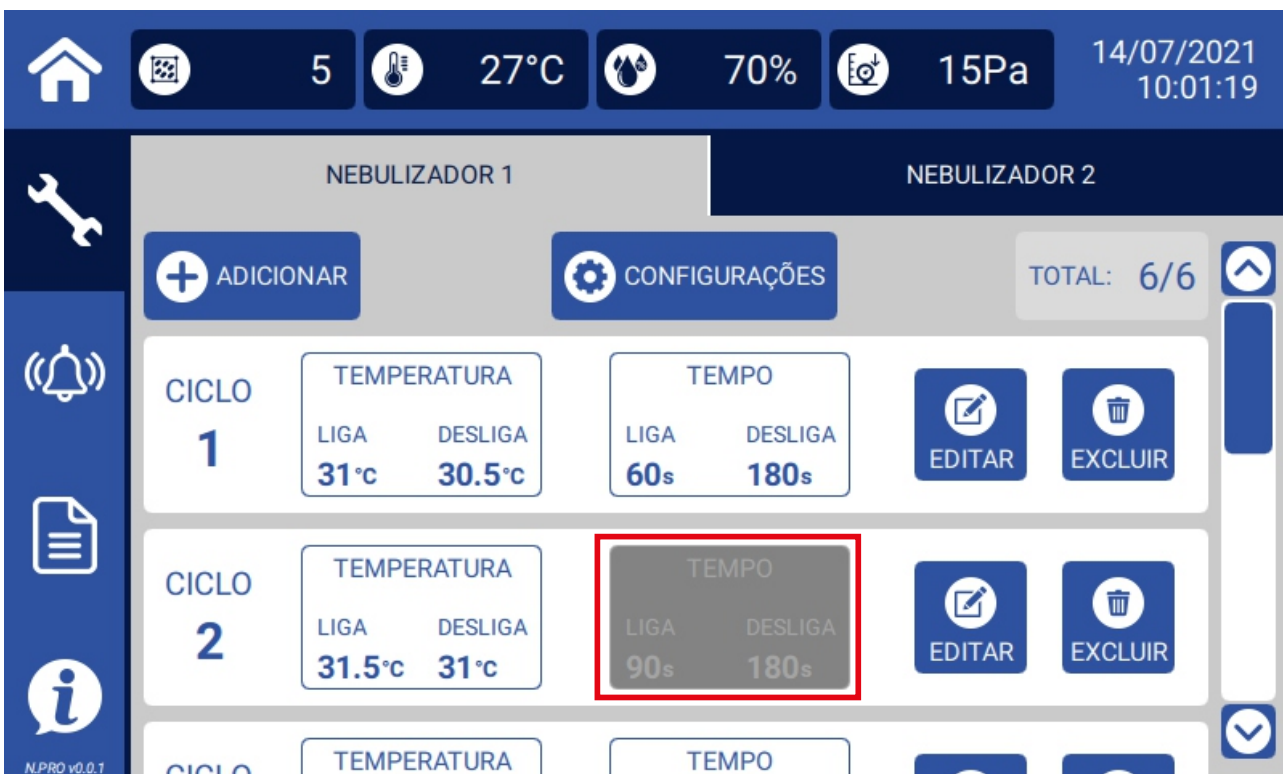 5 27°C 70% 15Pa 14/07/2021
10:01:19
NEBULIZADOR 1 NEBULIZADOR 2
ADICIONAR CONFIGURAÇÕES TOTAL: 6/6
CICLO
1
TEMPERATURA
LIGA DESLIGA
31°C 30.5°C
TEMPO
LIGA DESLIGA
60s 180s
EDITAR EXCLUIR
CICLO
2
TEMPERATURA
LIGA DESLIGA
31.5°C 31°C
TEMPO
LIGA DESLIGA
90s 180s
EDITAR EXCLUIR
CICLO
TEMPERATURA TEMPO
N.PRO v0.0.1